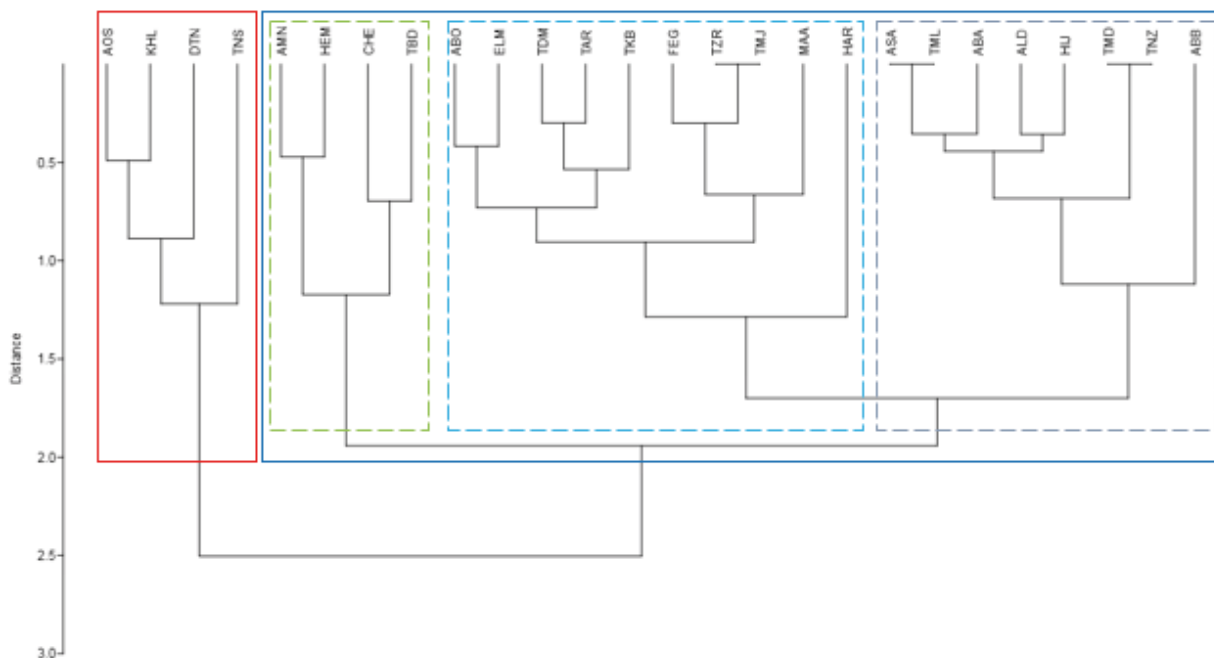 AOS
KHL
DTN
TNS
AMN
HEM
CHE
TBD
ABO
ELM
TDM
TAR
TKB
FEG
TZR
TMJ
MAA
HAR
ASA
TML
ABA
ALD
HIJ
TMD
TNZ
ABB
0.5
1.0
1.5
2.0
2.5
3.0
Distance